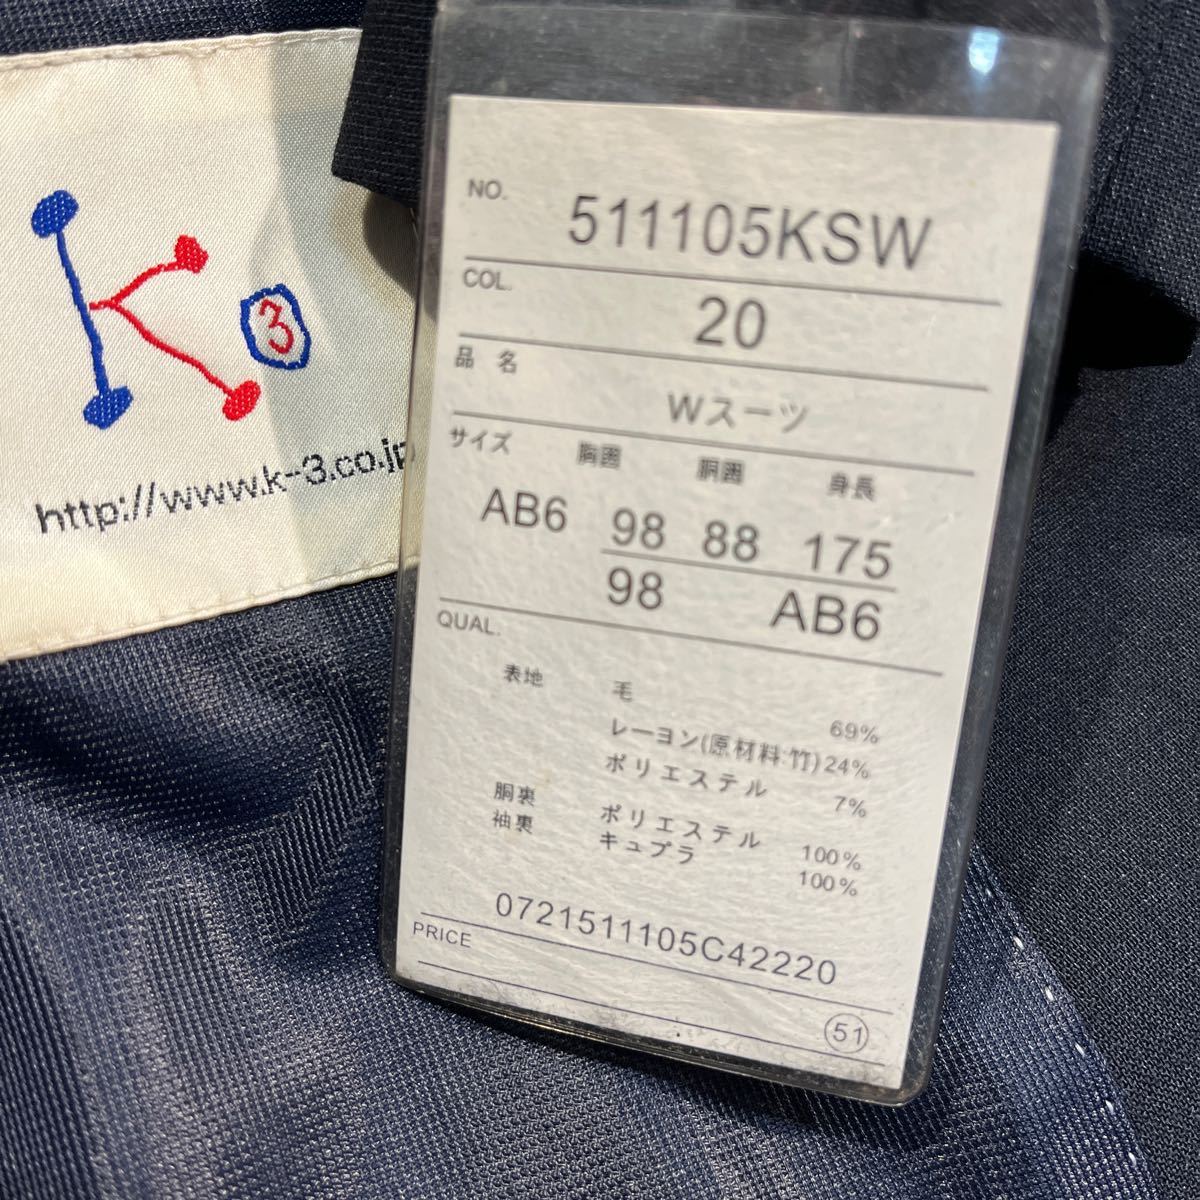 K3
http://www.k-3.co.jp
NO.
511105KSW
COL.
20
品 名
Wスーツ
サイズ 胸囲 胴囲 身長
AB6 98 88 175
98 AB6
QUAL.
表地 毛 69%
レーヨン(原材料:竹) 24%
ポリエステル 7%
胴裏 ポリエステル 100%
袖裏 キュプラ 100%
0721511105C42220
PRICE
51